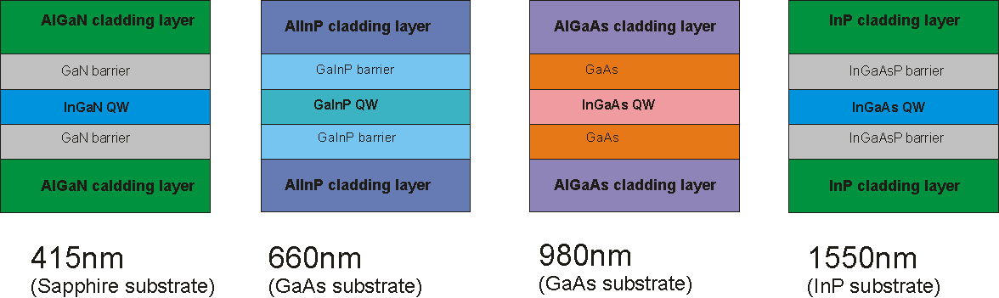 AlGaN cladding layer
GaN barrier
InGaN QW
GaN barrier
AlGaN caldding layer
415nm
(Sapphire substrate)
AlInP cladding layer
GaInP barrier
GaInP QW
GaInP barrier
AlInP cladding layer
660nm
(GaAs substrate)
AlGaAs cladding layer
GaAs
InGaAs QW
GaAs
AlGaAs cladding layer
980nm
(GaAs substrate)
InP cladding layer
InGaAsP barrier
InGaAs QW
InGaAsP barrier
InP cladding layer
1550nm
(InP substrate)